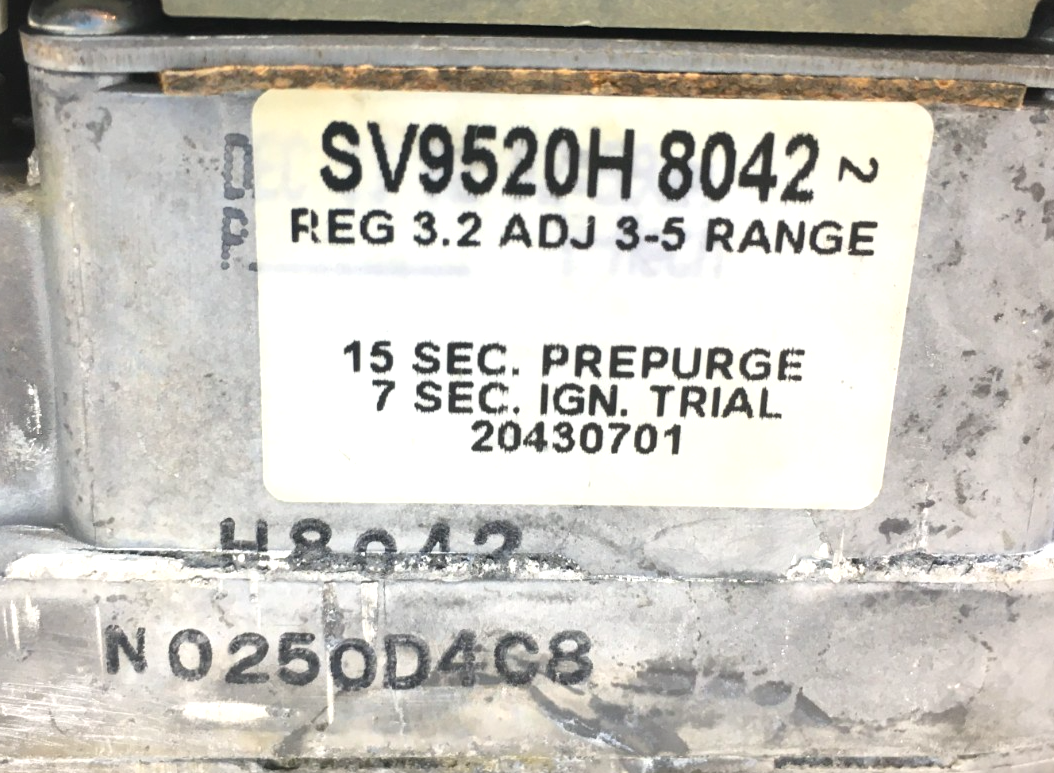 SV9520H 8042 2
REG 3.2 ADJ 3-5 RANGE
15 SEC. PREPURGE
7 SEC. IGN. TRIAL
20430701
H8042
N0250D4C8